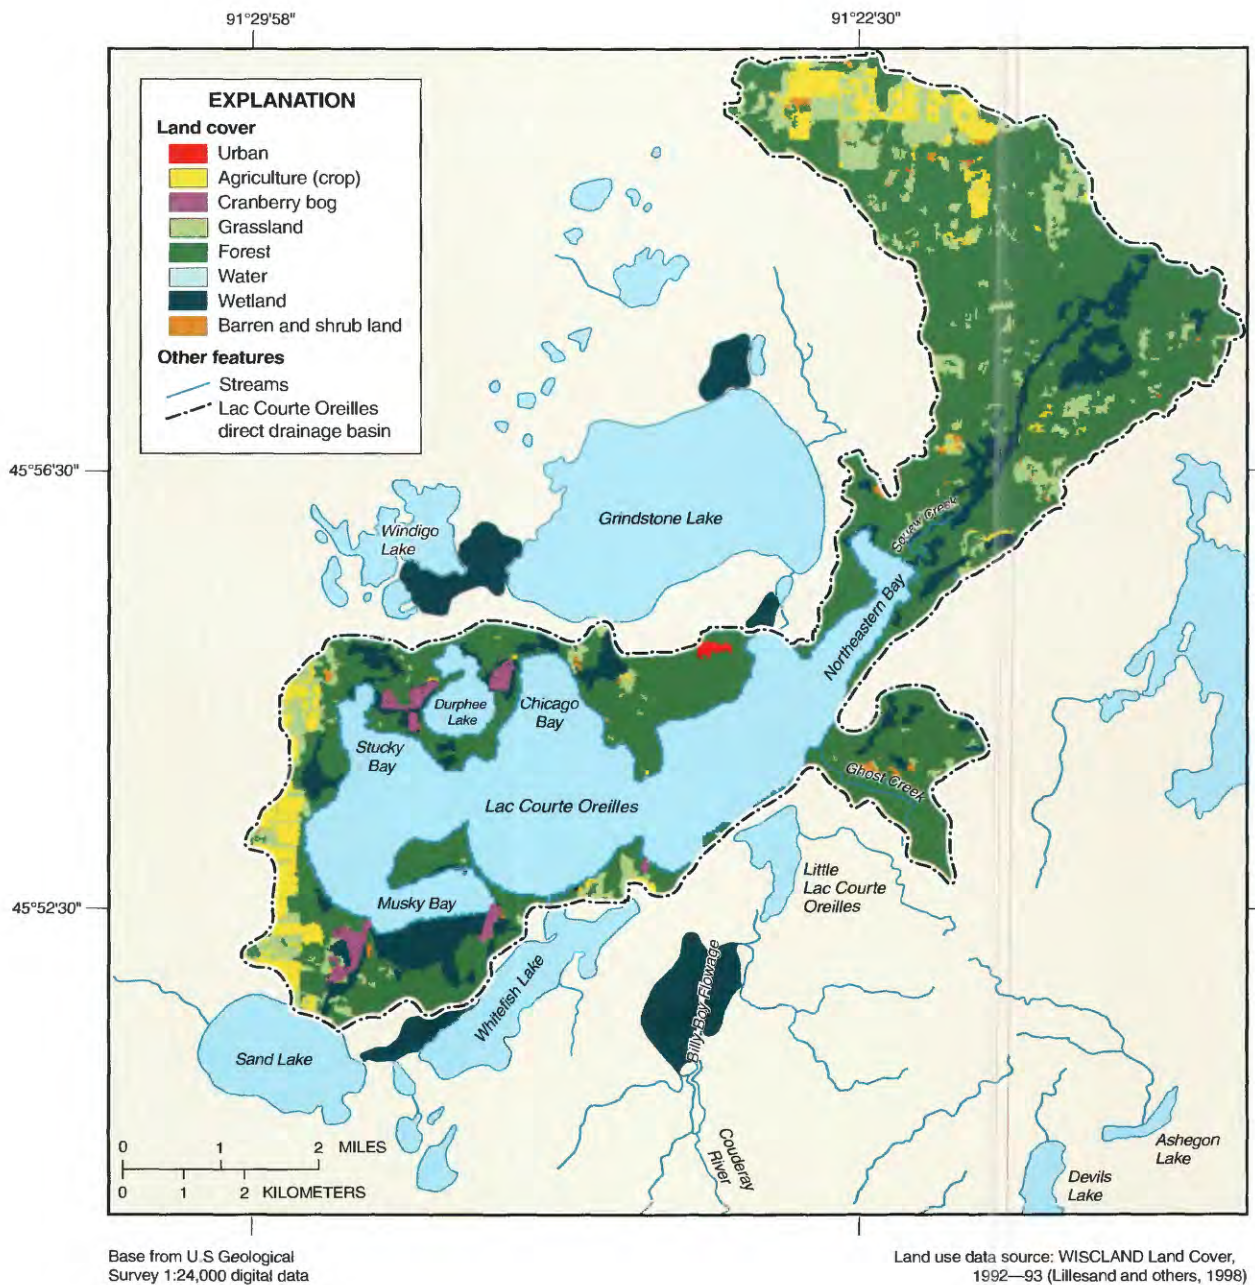 91°29'58"
91°22'30"
EXPLANATION
Land cover
Urban
Agriculture (crop)
Cranberry bog
Grassland
Forest
Water
Wetland
Barren and shrub land
Other features
Streams
Lac Courte Oreilles
direct drainage basin
45°56'30"
Windigo
Lake
Grindstone Lake
Squaw Creek
Northeastern Bay
Durphee
Lake
Chicago
Bay
Stucky
Bay
Ghost Creek
Lac Courte Oreilles
45°52'30"
Musky Bay
Little
Lac Courte
Oreilles
Whitefish Lake
Billy Boy Flowage
Sand Lake
Couderay
River
Ashegon
Lake
Devils
Lake
0 1 2 MILES
0 1 2 KILOMETERS
Base from U.S Geological
Survey 1:24,000 digital data
Land use data source: WISCLAND Land Cover,
1992—93 (Lillesand and others, 1998)